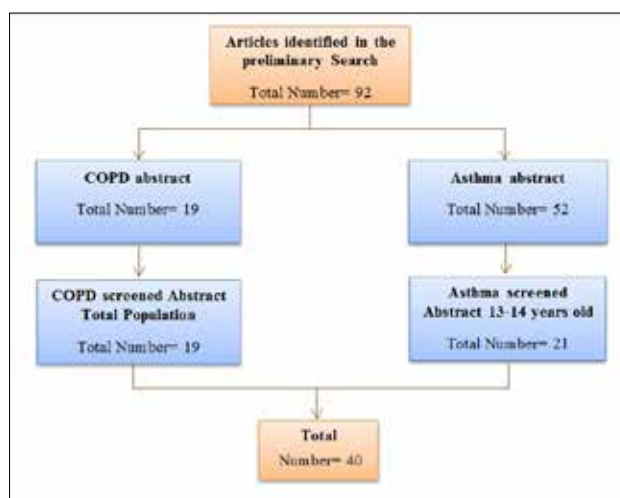 Articles identified in the
preliminary Search
Total Number= 92
COPD abstract
Total Number= 19
Asthma abstract
Total Number= 52
COPD screened Abstract
Total Population
Total Number= 19
Asthma screened
Abstract 13-14 years old
Total Number= 21
Total
Number= 40